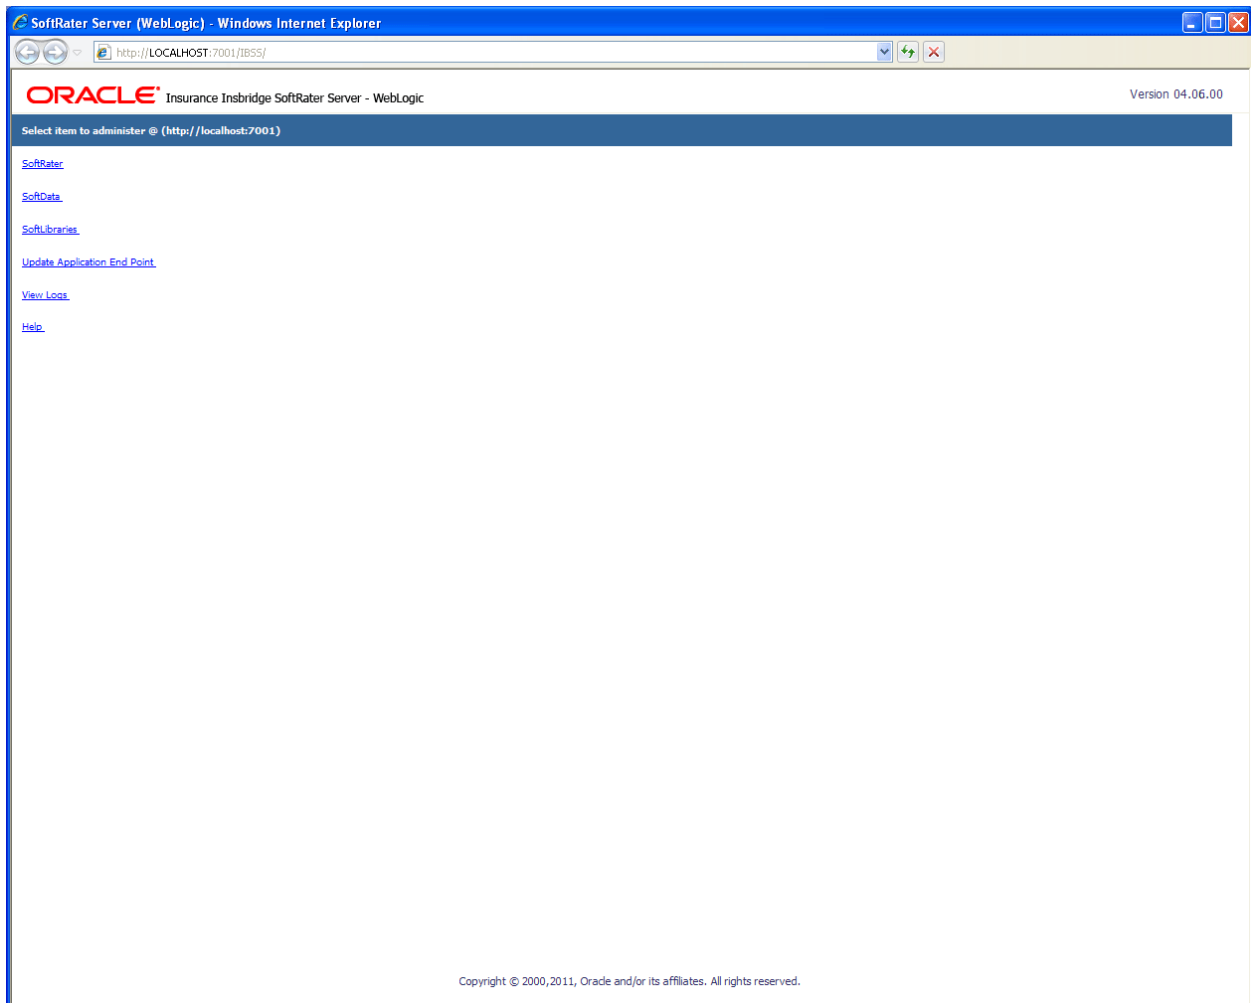 SoftRater Server (WebLogic) - Windows Internet Explorer
http://LOCALHOST:7001/IBSS/
ORACLE® Insurance Insbridge SoftRater Server - WebLogic
Version 04.06.00
Select item to administer @ (http://localhost:7001)
SoftRater
SoftData
SoftLibraries
Update Application End Point
View Logs
Help
Copyright © 2000,2011, Oracle and/or its affiliates. All rights reserved.